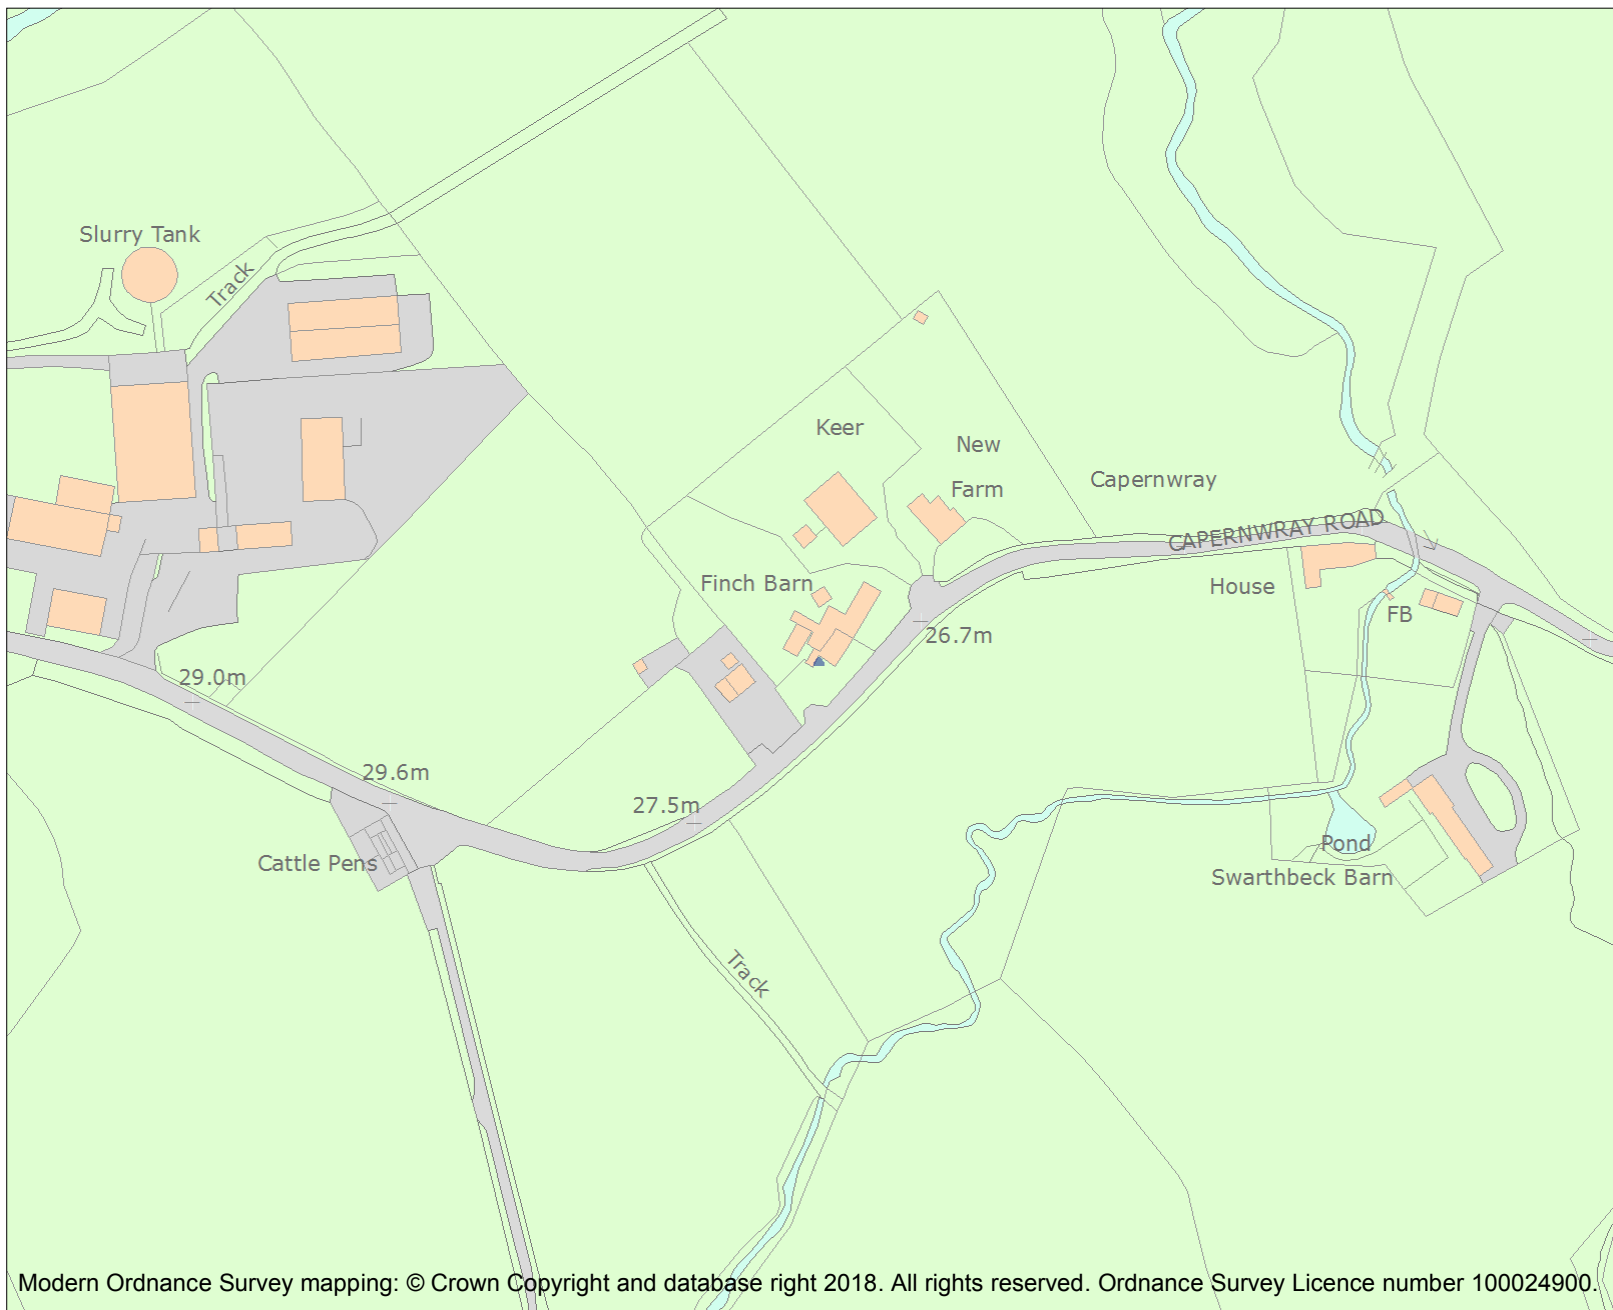 Slurry Tank
Track
Keer
New
Farm
Capernwray
CAPERNWRAY ROAD
Finch Barn
House
FB
26.7m
29.0m
29.6m
27.5m
Pond
Cattle Pens
Swarthbeck Barn
Track
Modern Ordnance Survey mapping: © Crown Copyright and database right 2018. All rights reserved. Ordnance Survey Licence number 100024900.